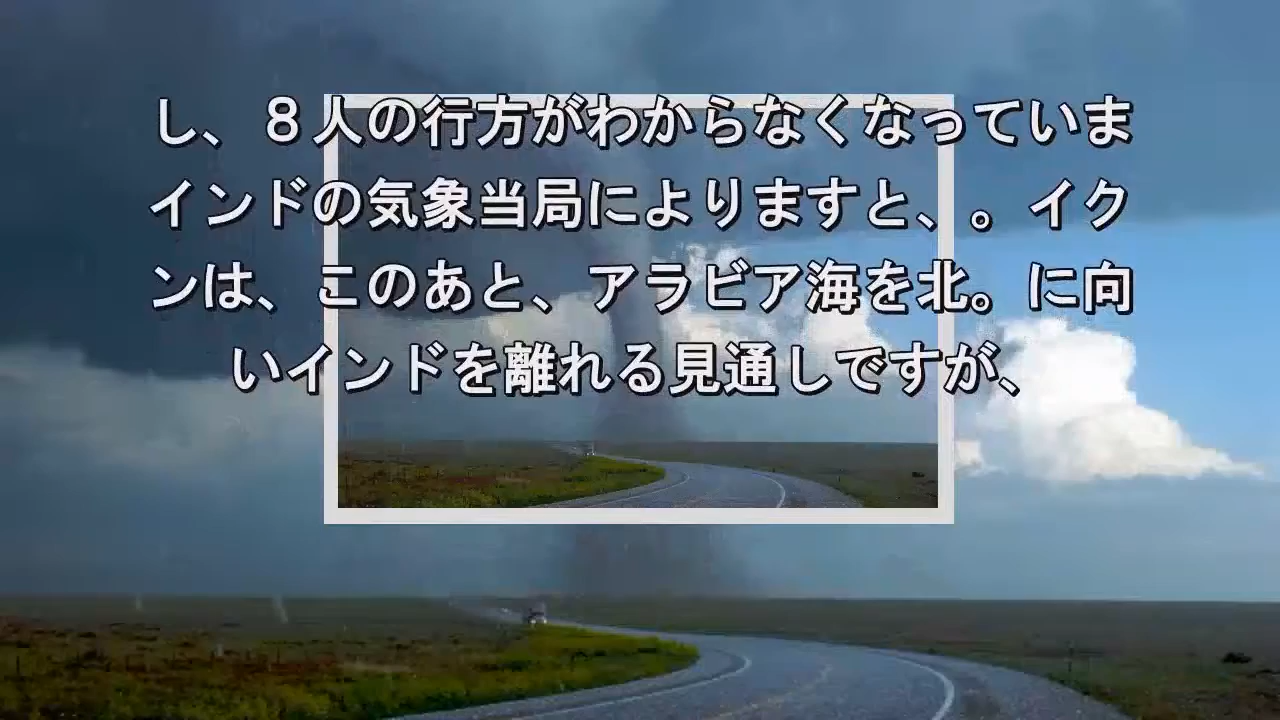 し、８人の行方がわからなくなっていま
インドの気象当局によりますと、。イク
ンは、このあと、アラビア海を北。に向
いインドを離れる見通しですが、